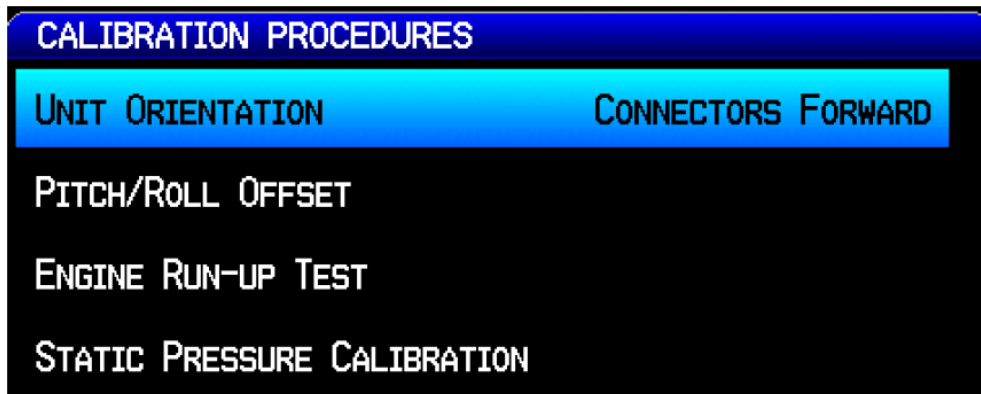 CALIBRATION PROCEDURES
UNIT ORIENTATION CONNECTORS FORWARD
PITCH/ROLL OFFSET
ENGINE RUN-UP TEST
STATIC PRESSURE CALIBRATION